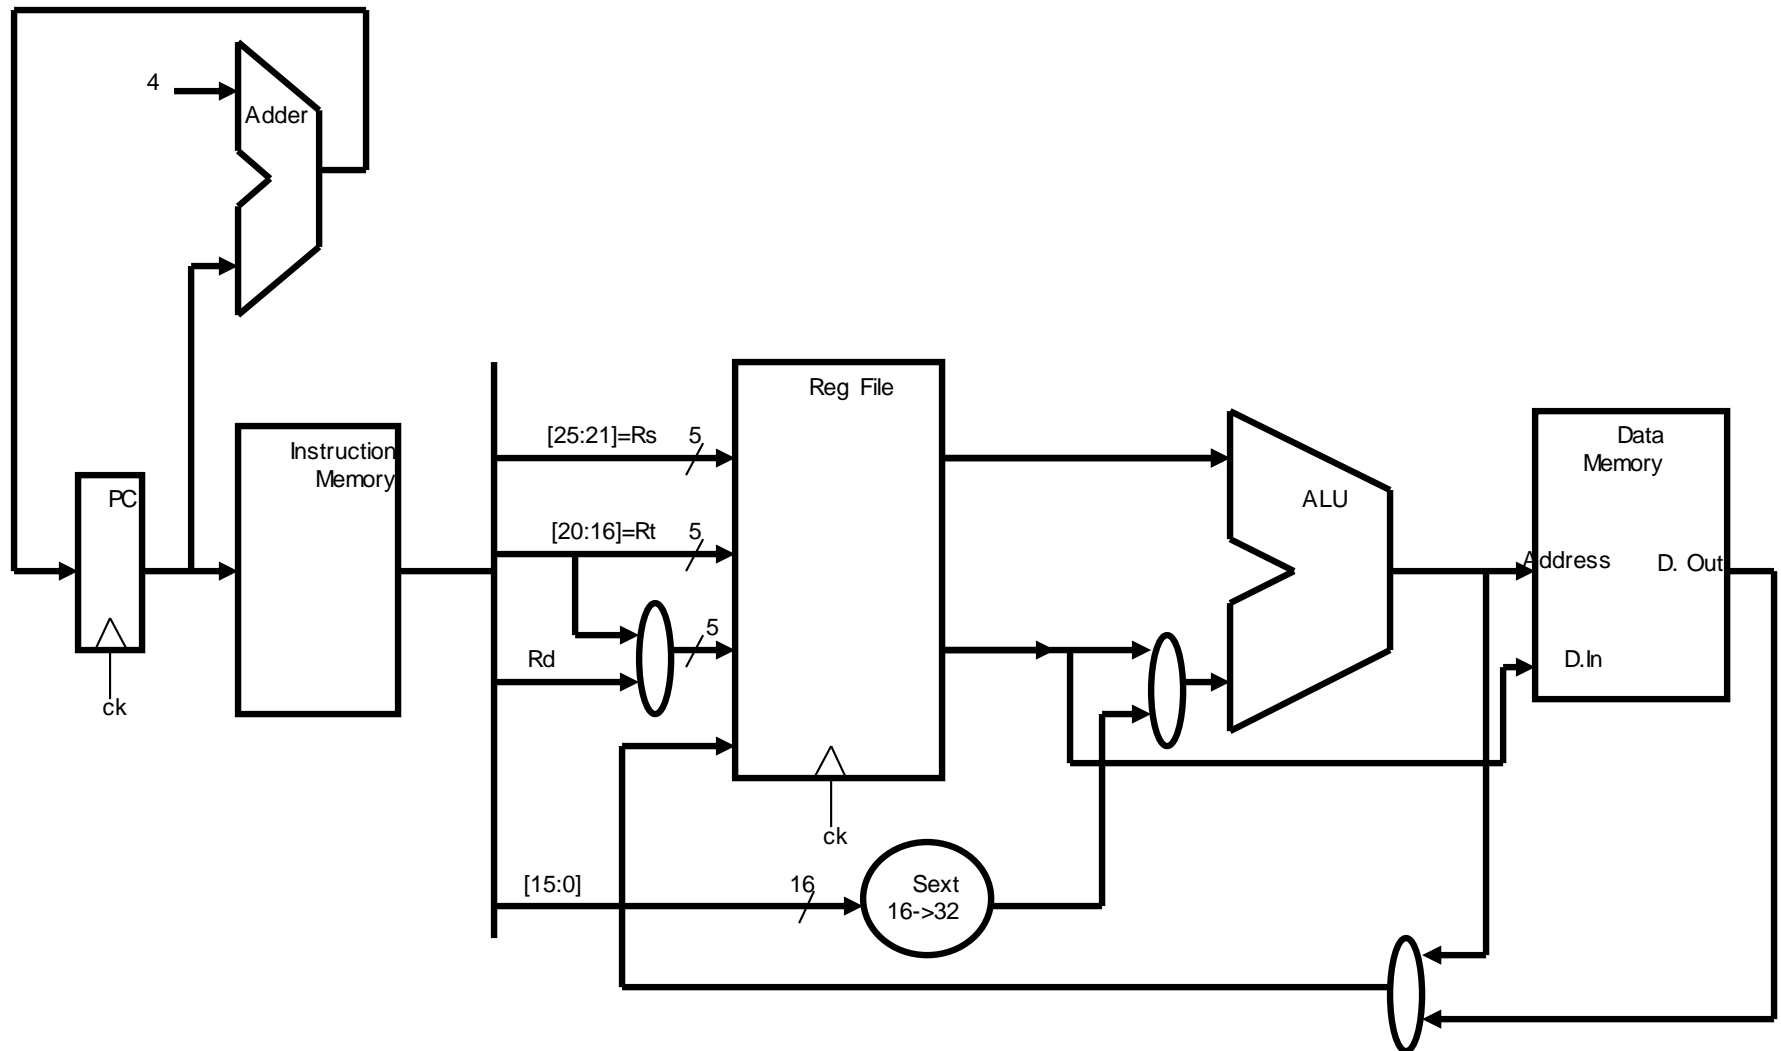 4
Adder
Reg File
[25:21]=Rs
5
Instruction
Memory
PC
ck
[20:16]=Rt
5
Rd
5
ck
[15:0]
16
Sext
16->32
ALU
Data
Memory
Address
D. Out
D.In